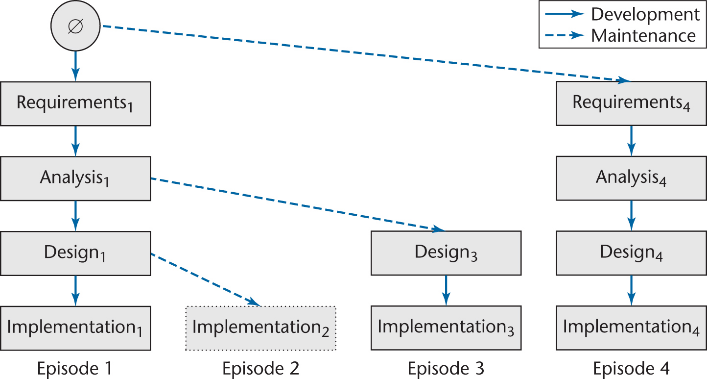 ∅
Development
Maintenance
Requirements₁
Requirements₄
Analysis₁
Analysis₄
Design₁
Design₃
Design₄
Implementation₁
Implementation₂
Implementation₃
Implementation₄
Episode 1
Episode 2
Episode 3
Episode 4